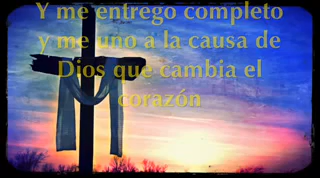 Y me entrego completo
y me uno a la causa de
Dios que cambia el
corazón